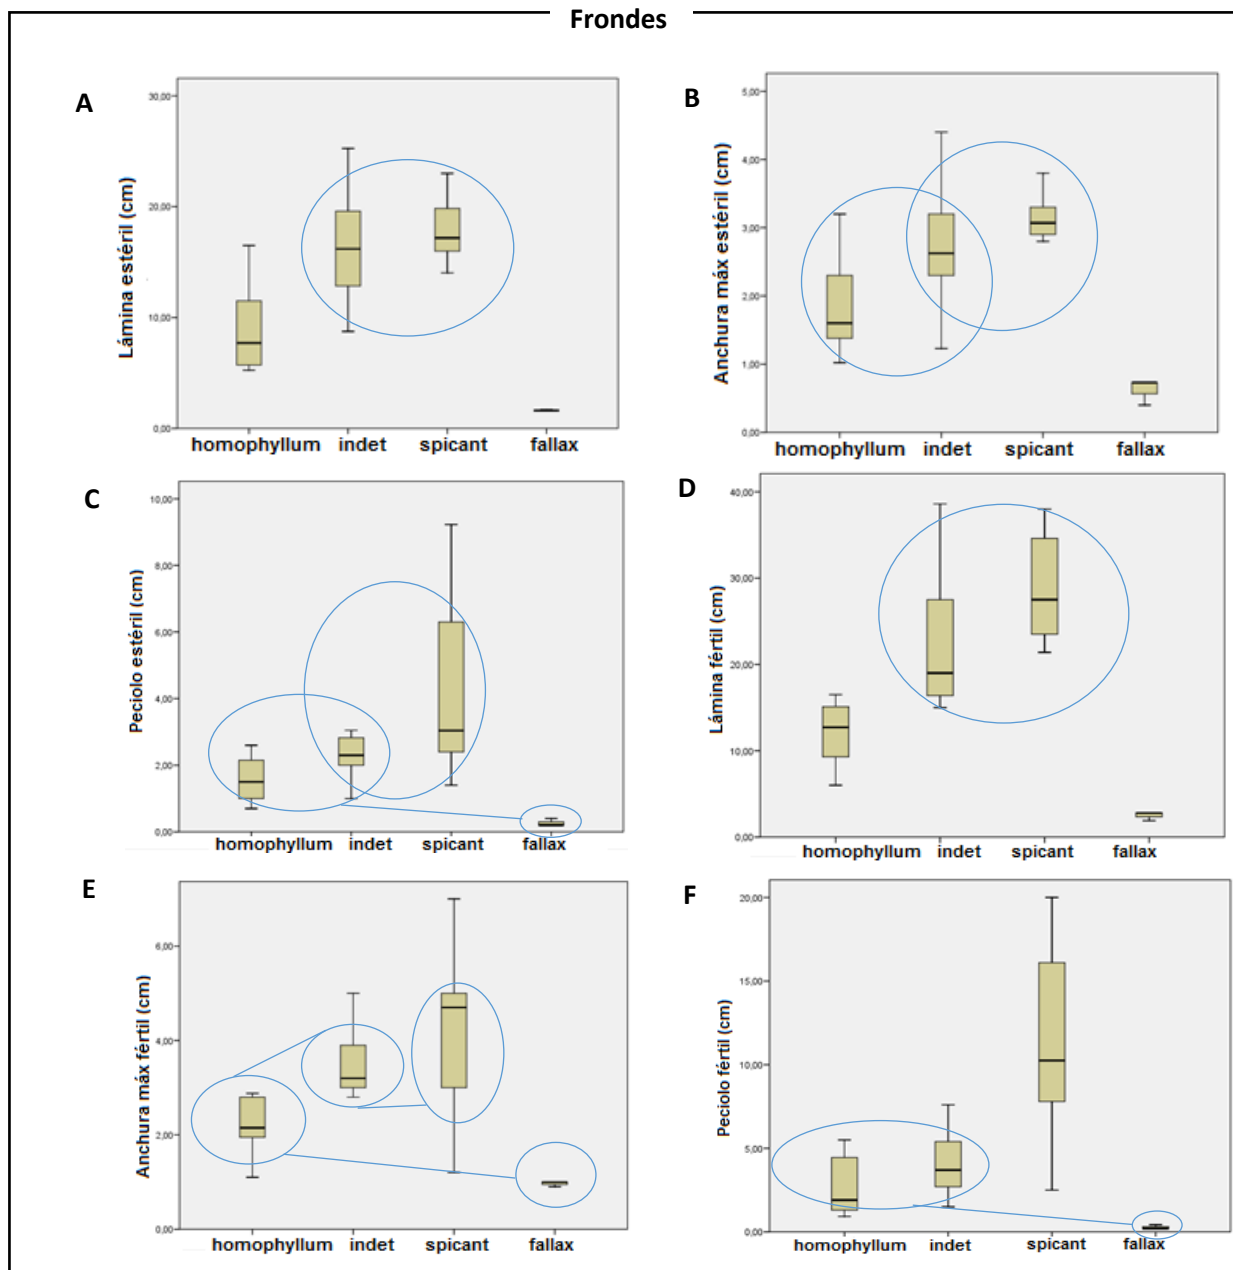 Frondes
A
Lámina estéril (cm)
30,00
20,00
10,00
0,00
homophyllum indet spicant fallax
B
Anchura máx estéril (cm)
5,00
4,00
3,00
2,00
1,00
0,00
homophyllum indet spicant fallax
C
Peciolo estéril (cm)
10,00
8,00
6,00
4,00
2,00
0,00
homophyllum indet spicant fallax
D
Lámina fértil (cm)
40,00
30,00
20,00
10,00
0,00
homophyllum indet spicant fallax
E
Anchura máx fértil (cm)
6,00
4,00
2,00
0,00
homophyllum indet spicant fallax
F
Peciolo fértil (cm)
20,00
15,00
10,00
5,00
0,00
homophyllum indet spicant fallax